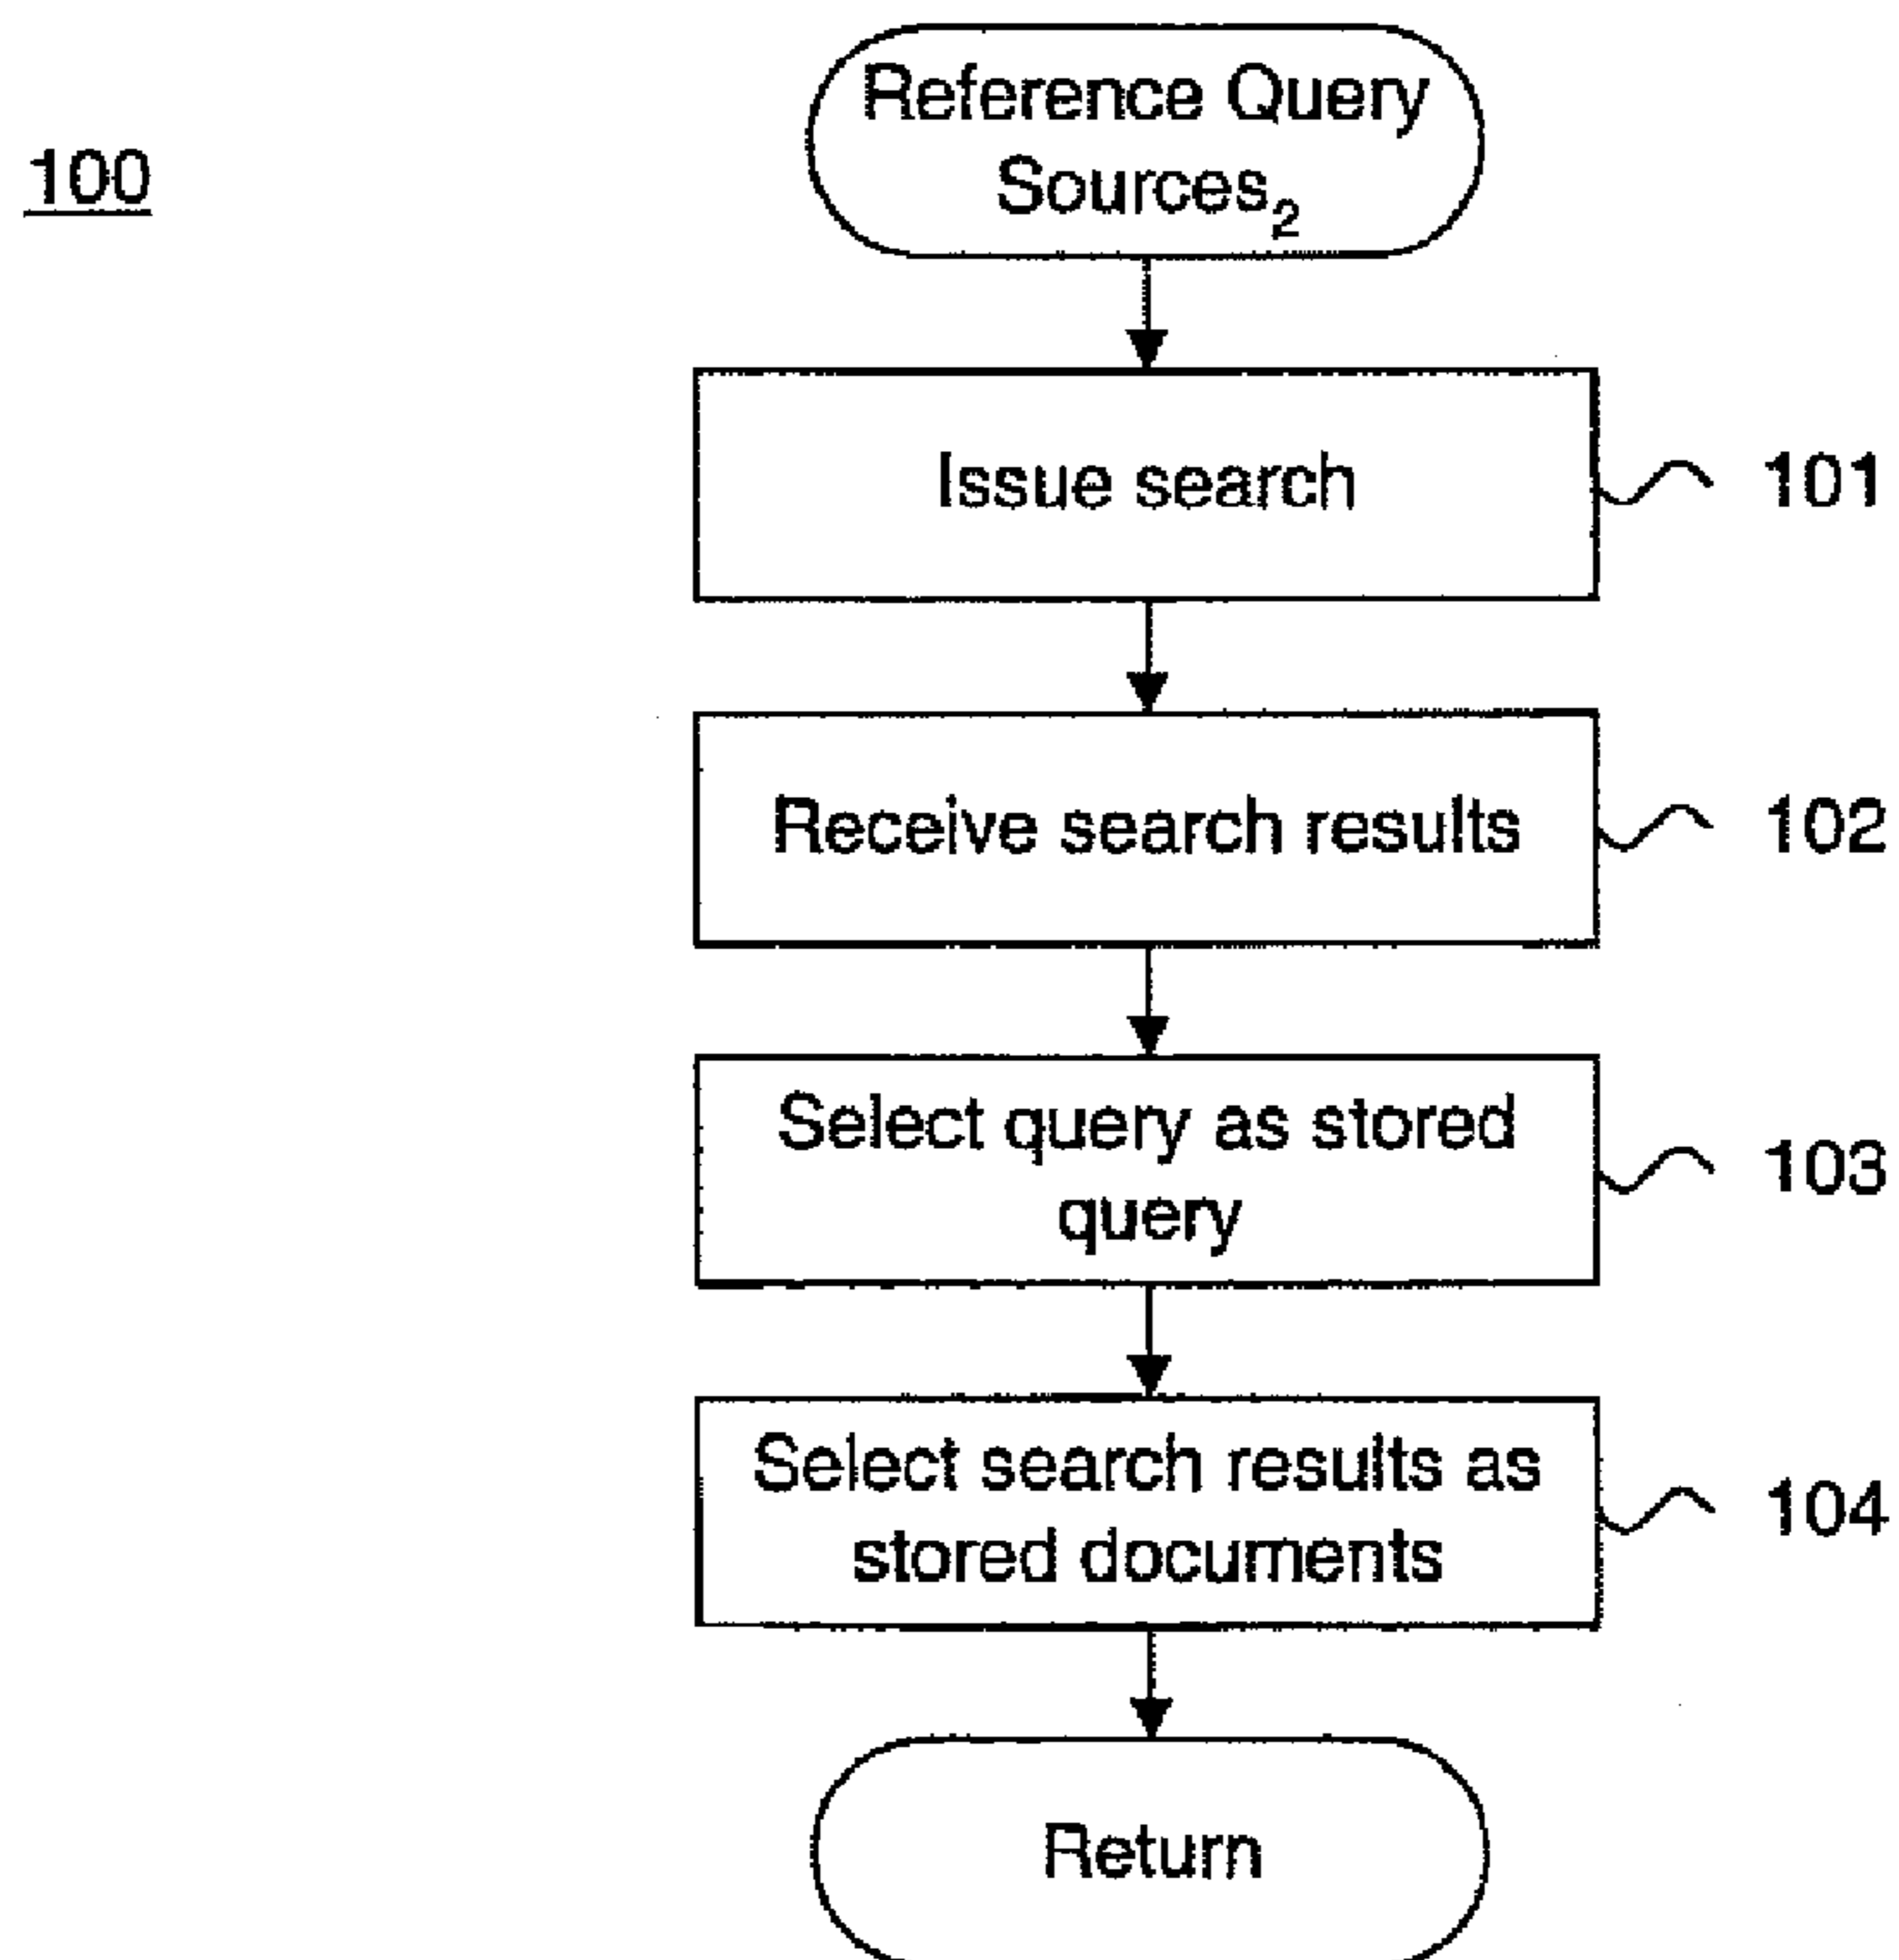 100
Reference Query
Sources₂
Issue search
101
Receive search results
102
Select query as stored
query
103
Select search results as
stored documents
104
Return